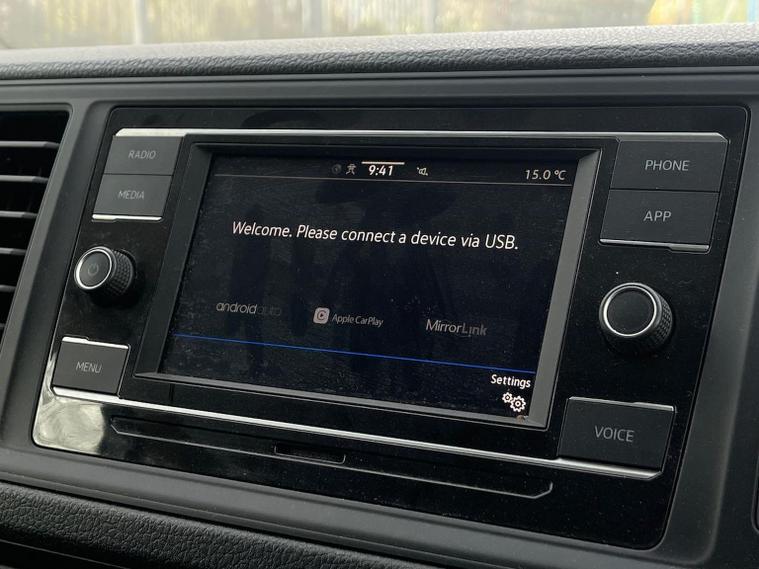 RADIO
MEDIA
MENU
9:41
15.0 °C
Welcome. Please connect a device via USB.
androidauto
Apple CarPlay
MirrorLink
Settings
PHONE
APP
VOICE